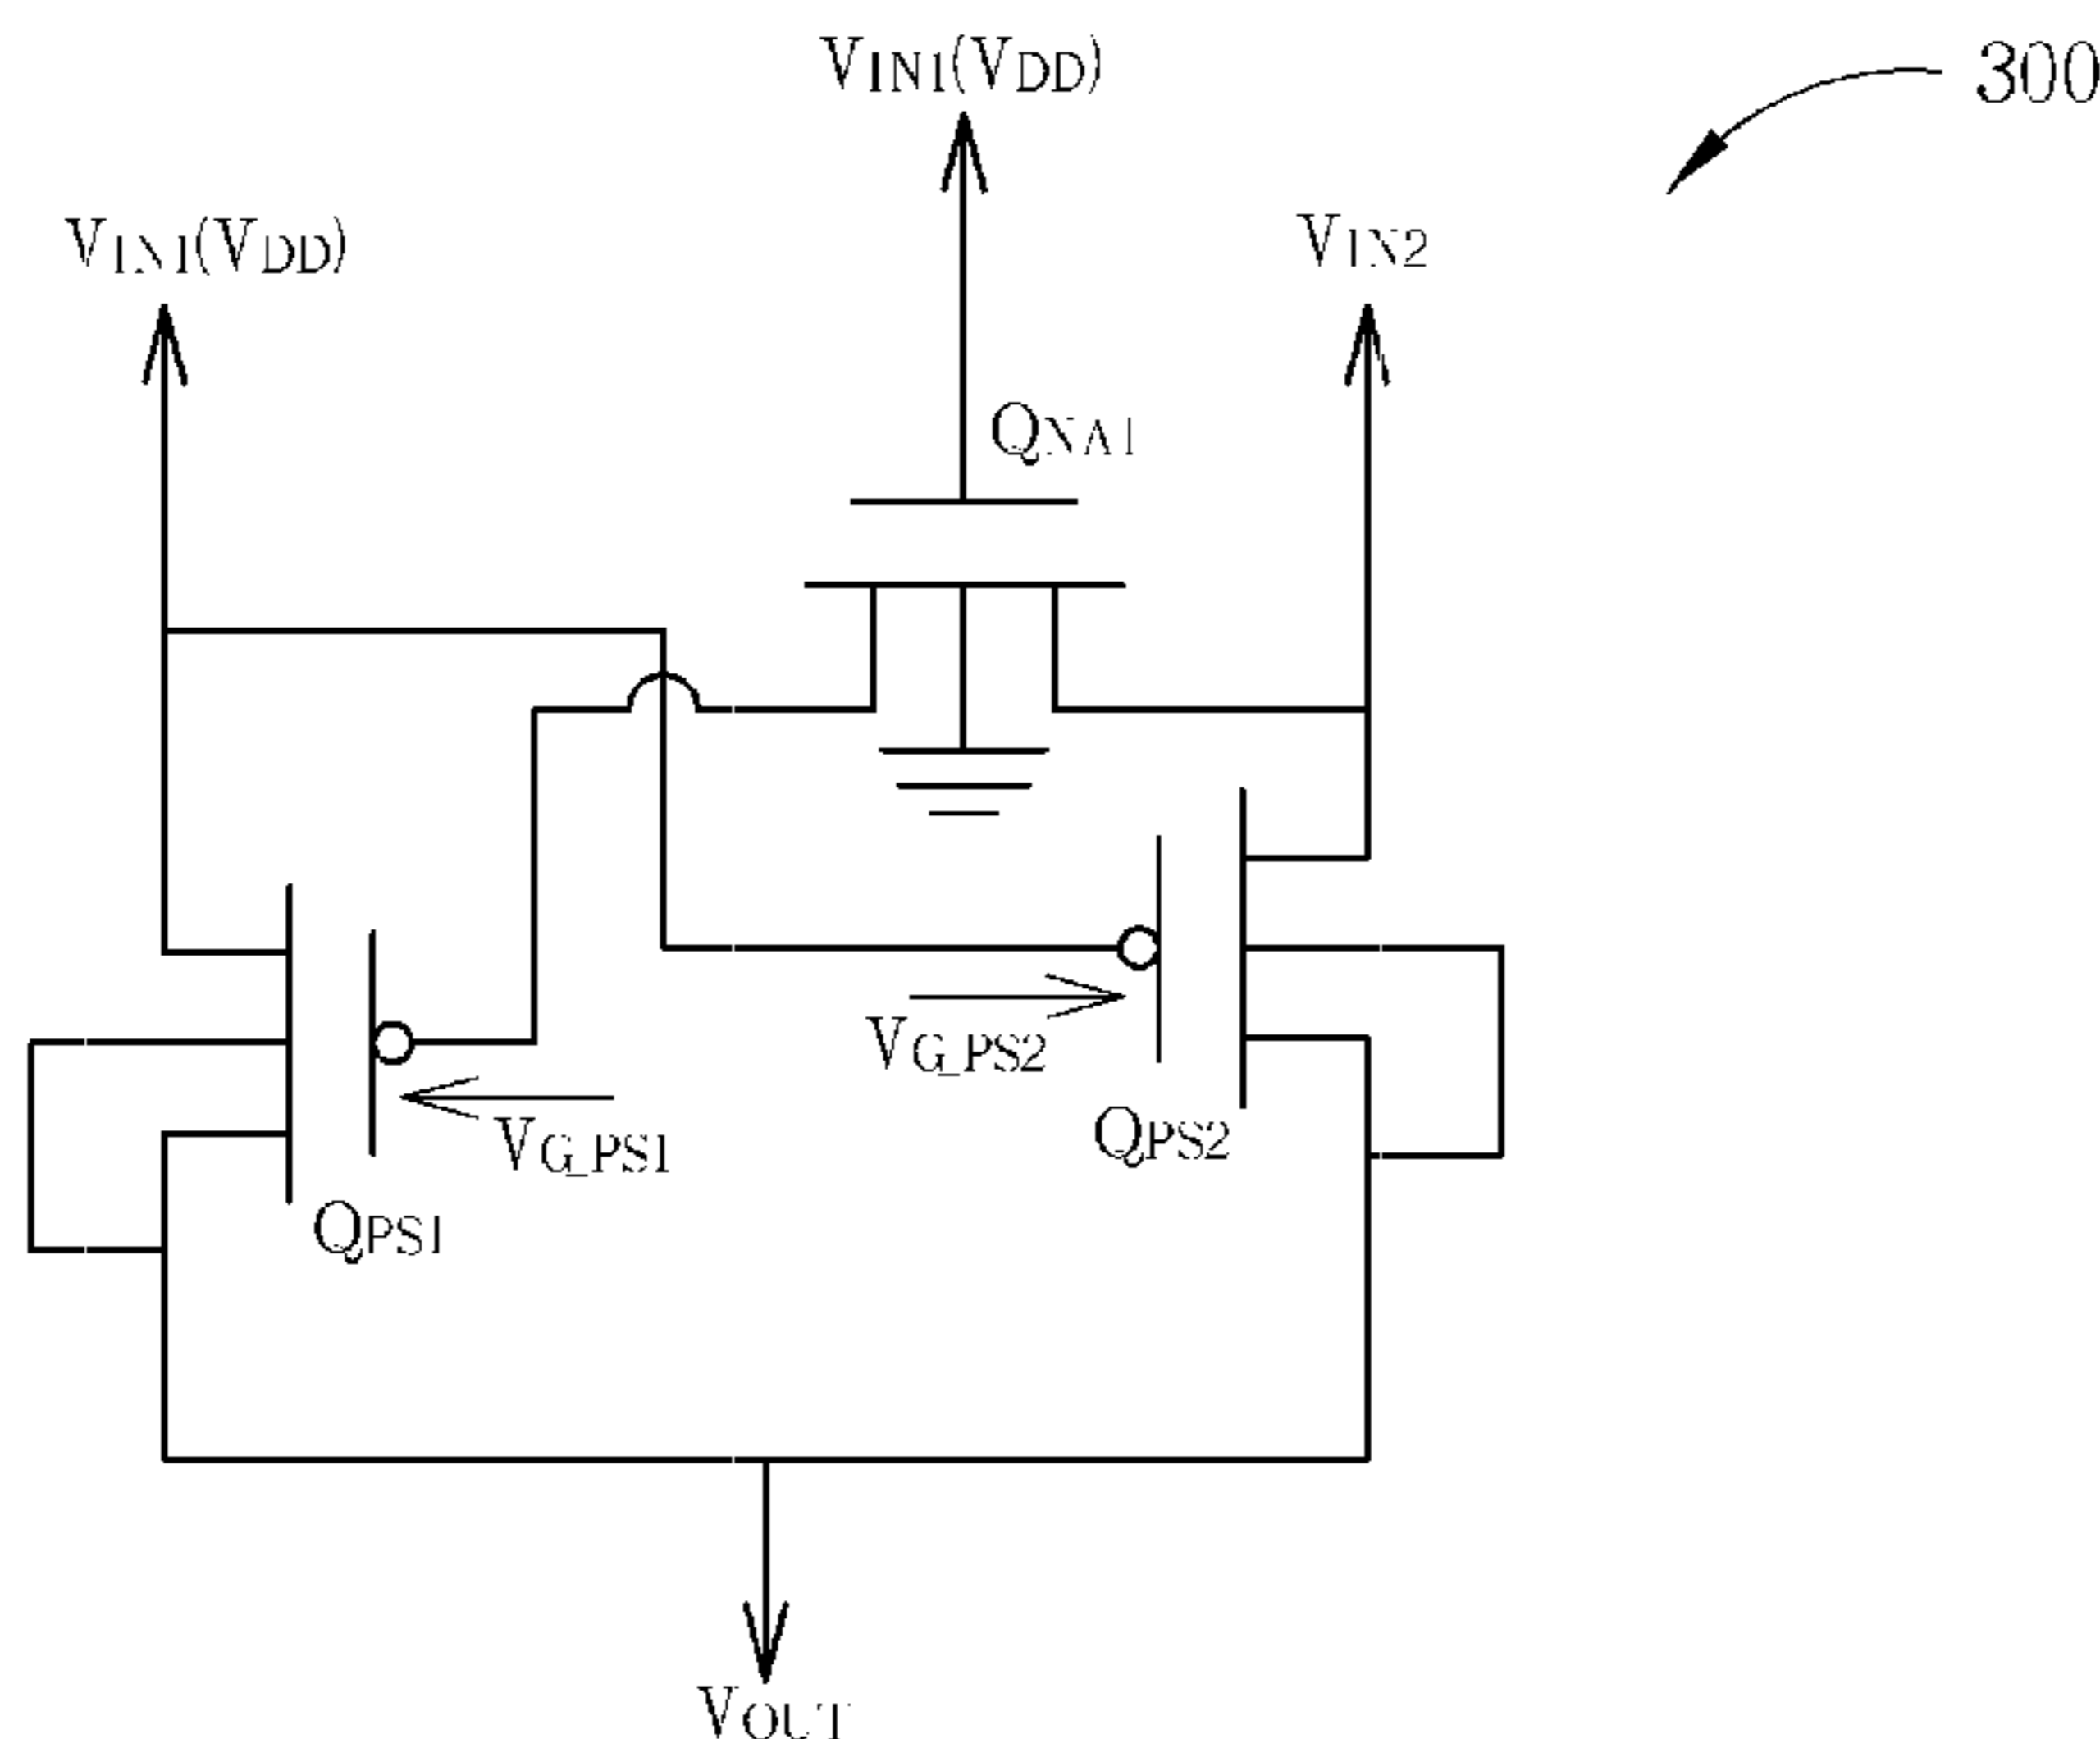 VIN1(VDD)
300
VIN1(VDD)
VIN2
QNA1
VG_PS2
VG_PS1
QPS2
QPS1
VOUT